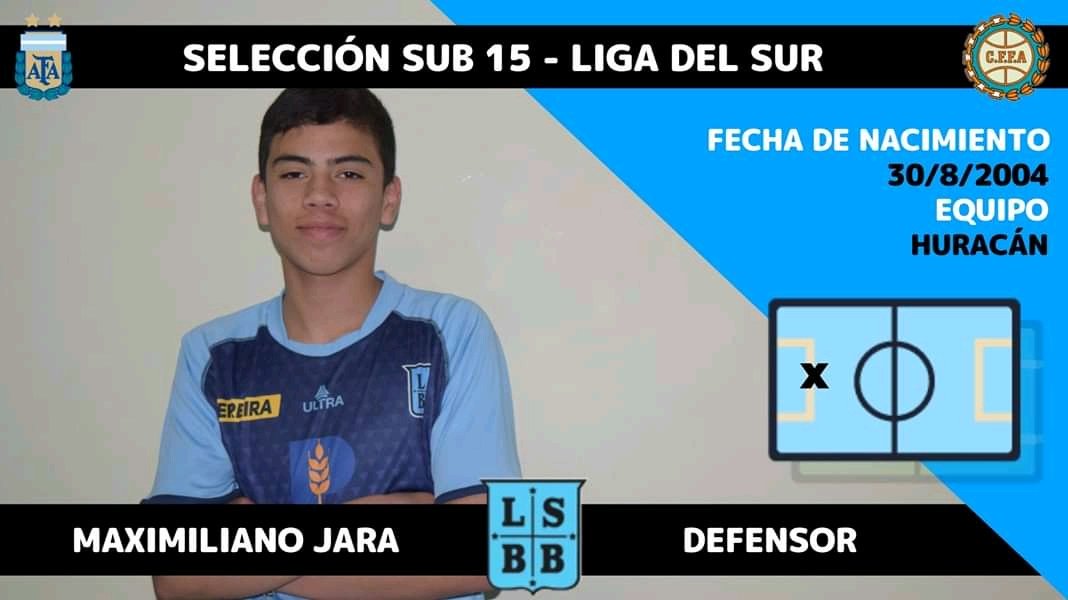 SELECCIÓN SUB 15 - LIGA DEL SUR
AFA
C.F.F.A
FECHA DE NACIMIENTO
30/8/2004
EQUIPO
HURACÁN
X
ULTRA
L
B
MAXIMILIANO JARA
L S
B B
DEFENSOR